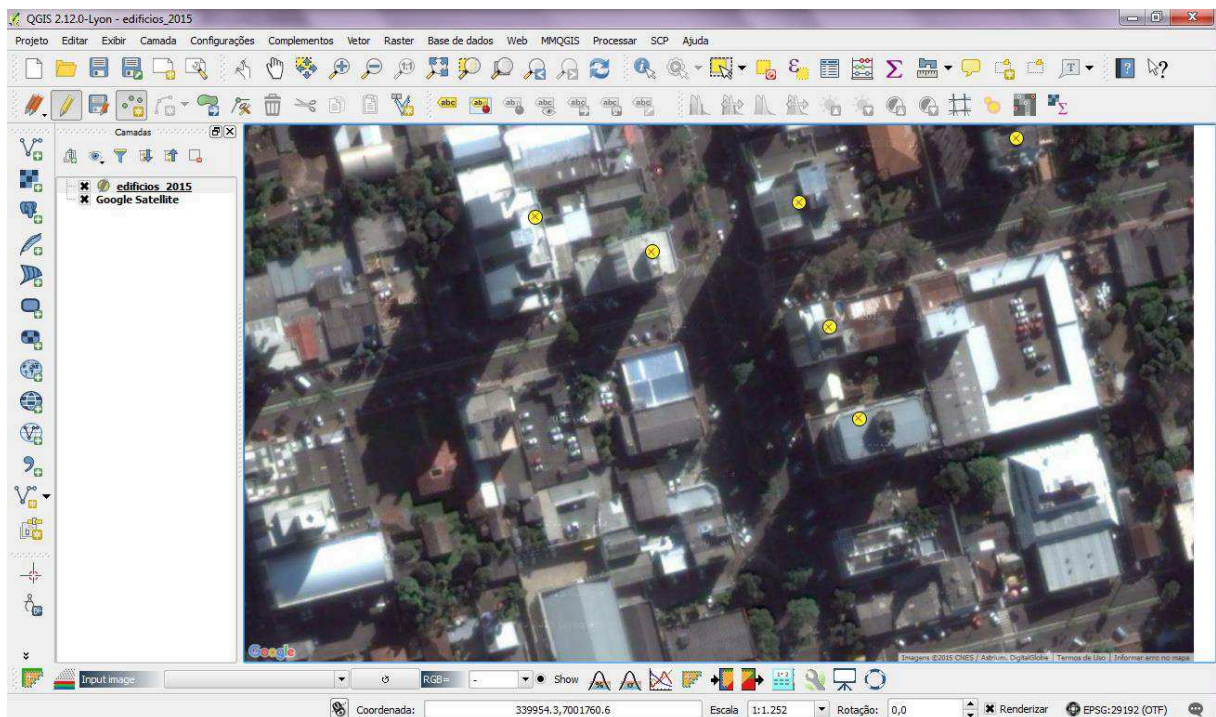 QGIS 2.12.0-Lyon - edificios_2015
Projeto Editar Exibir Camada Configurações Complementos Vetor Raster Base de dados Web MMQGIS Processar SCP Ajuda
Camadas
edificios_2015
Google Satellite
Google
Imagens ©2015 CNES / Astrium, DigitalGlobe Termos de Uso Informar erro no mapa
Input image RGB= - Show
Coordenada: 339954.3,7001760.6 Escala 1:1.252 Rotação: 0,0 Renderizar EPSG:29192 (OTF)